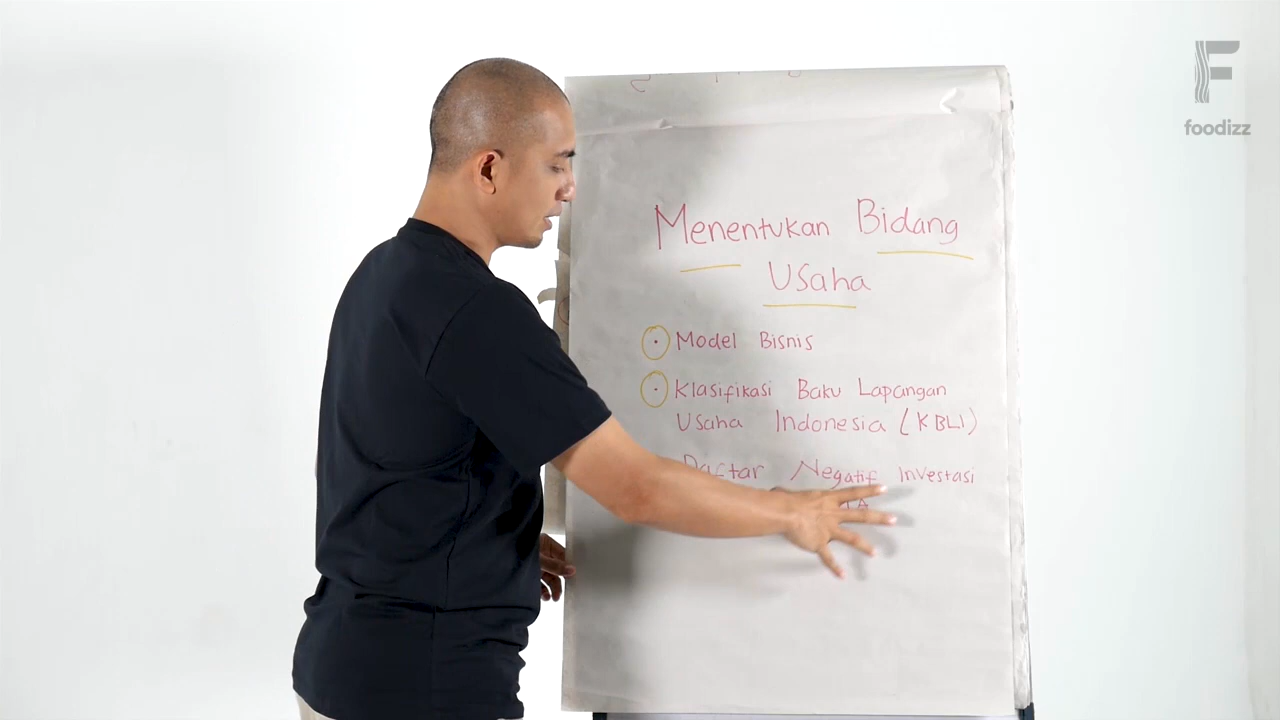 foodizz
Menentukan Bidang
Usaha
Model Bisnis
Klasifikasi Baku Lapangan
Usaha Indonesia (KBLI)
Daftar Negatif Investasi